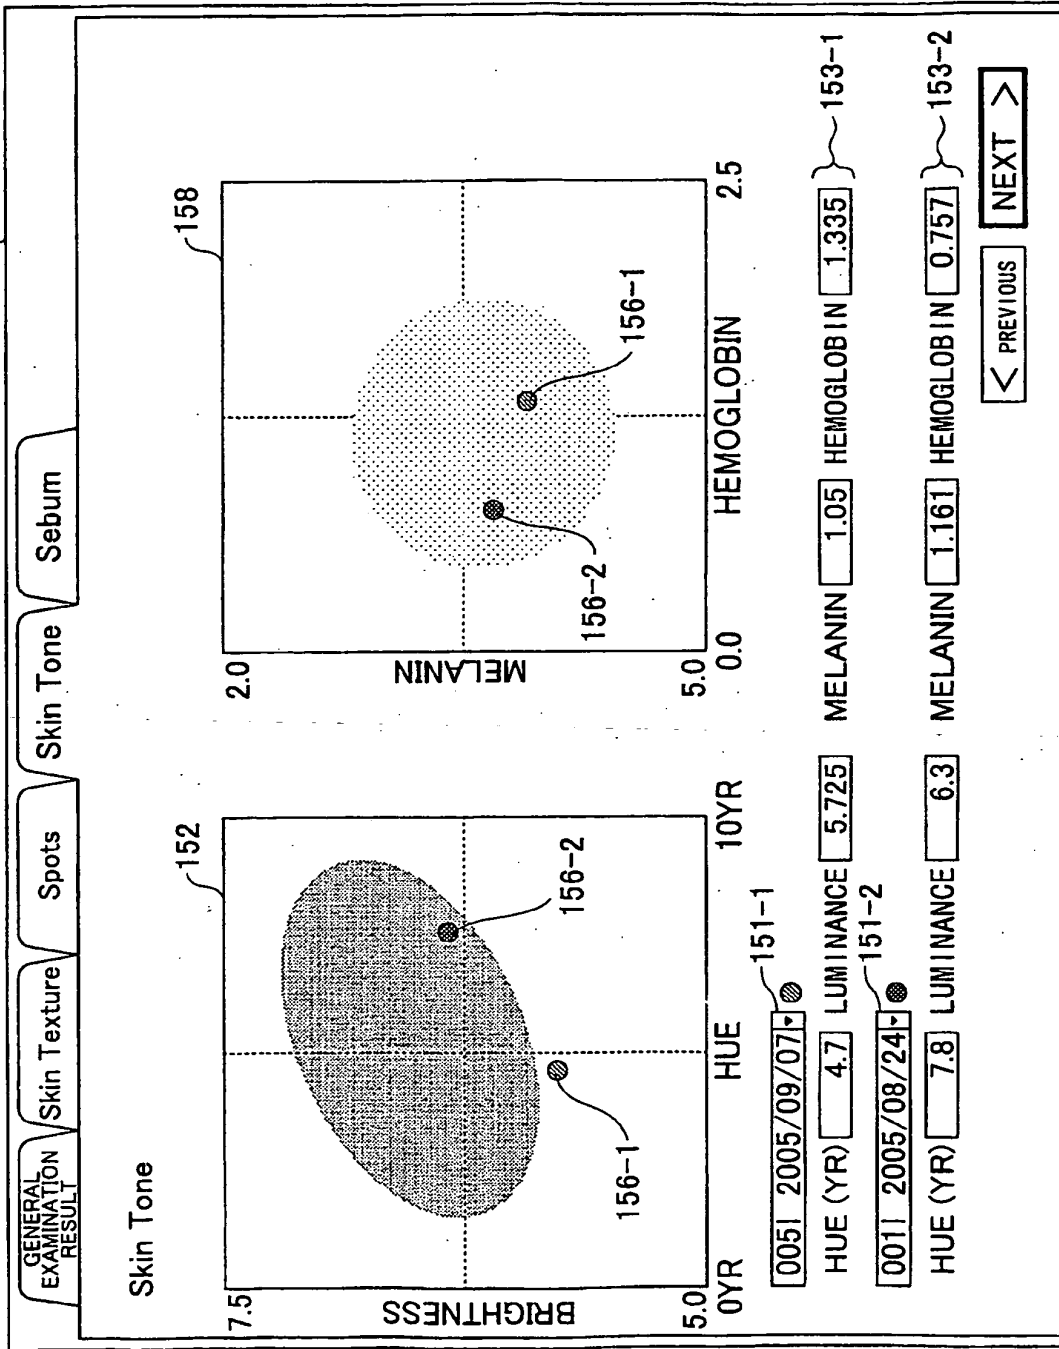 GENERAL
EXAMINATION
RESULT
Skin Texture
Spots
Skin Tone
Sebum
Skin Tone
7.5
BRIGHTNESS
5.0
0YR
HUE
10YR
152
156-2
156-1
2.0
MELANIN
5.0
0.0
HEMOGLOBIN
2.5
158
156-1
156-2
005| 2005/09/07
151-1
HUE (YR) 4.7 LUMINANCE 5.725 MELANIN 1.05 HEMOGLOBIN 1.335
153-1
001| 2005/08/24
151-2
HUE (YR) 7.8 LUMINANCE 6.3 MELANIN 1.161 HEMOGLOBIN 0.757
153-2
< PREVIOUS
NEXT >